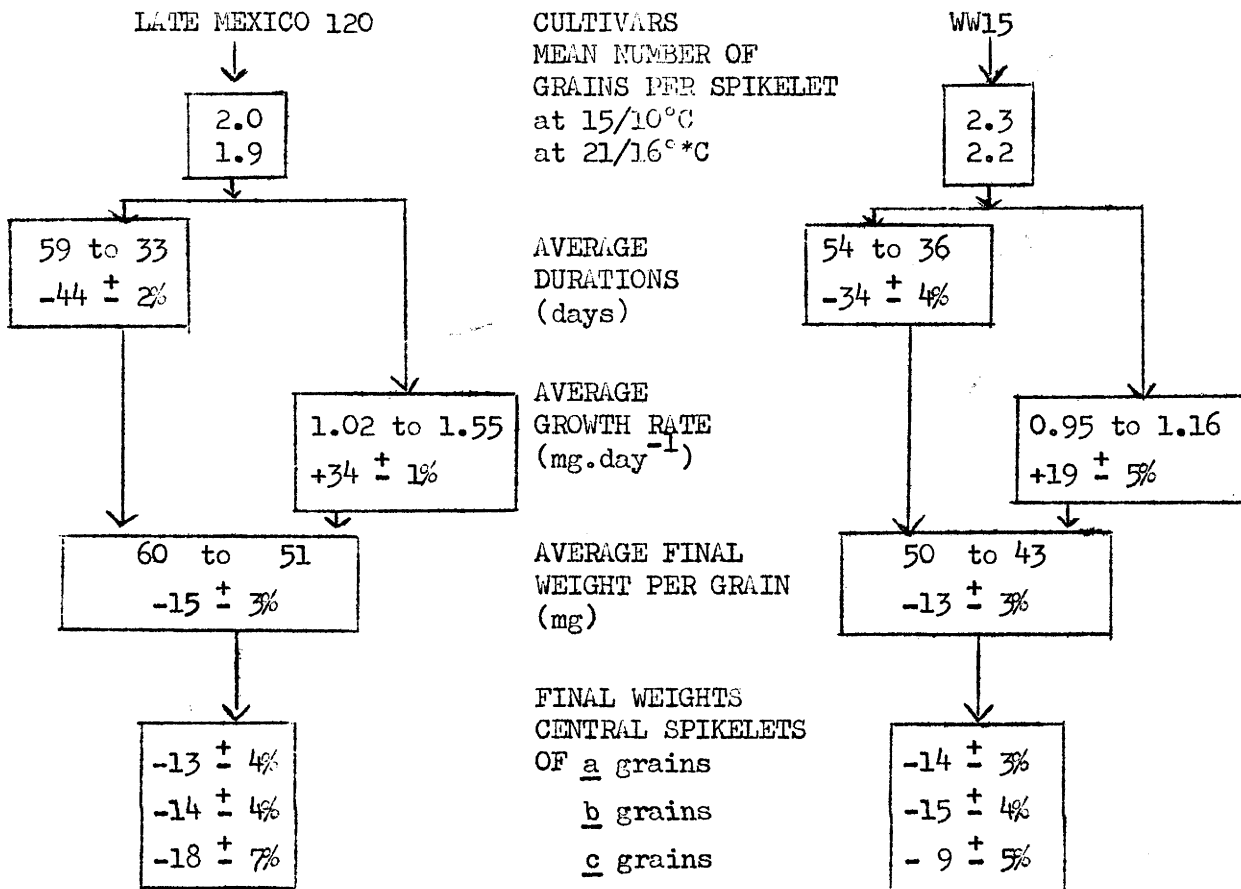 LATE MEXICO 120
CULTIVARS
WW15
MEAN NUMBER OF
GRAINS PER SPIKELET
at 15/10°C
at 21/16°*C
2.0
1.9
2.3
2.2
59 to 33
-44 ± 2%
AVERAGE
DURATIONS
(days)
54 to 36
-34 ± 4%
1.02 to 1.55
+34 ± 1%
AVERAGE
GROWTH RATE
(mg.day-1)
0.95 to 1.16
+19 ± 5%
60 to 51
-15 ± 3%
AVERAGE FINAL
WEIGHT PER GRAIN
(mg)
50 to 43
-13 ± 3%
FINAL WEIGHTS
CENTRAL SPIKELETS
OF a grains
b grains
c grains
-13 ± 4%
-14 ± 4%
-18 ± 7%
-14 ± 3%
-15 ± 4%
- 9 ± 5%